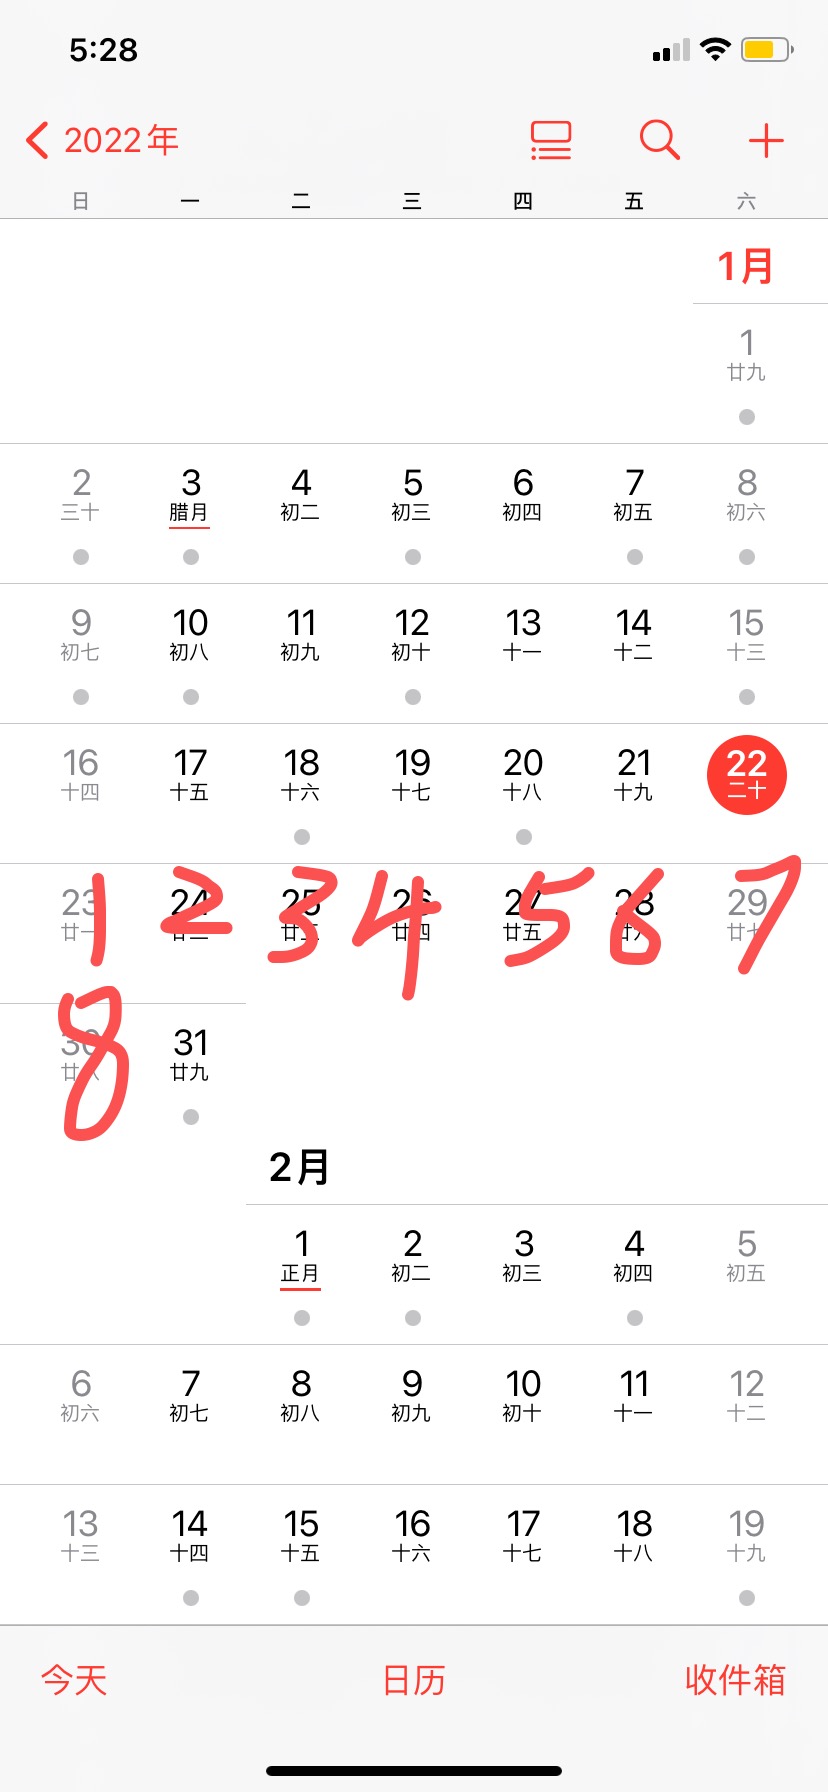 5:28
2022年
日 一 二 三 四 五 六
1月
1
廿九
2 3 4 5 6 7 8
三十 腊月 初二 初三 初四 初五 初六
9 10 11 12 13 14 15
初七 初八 初九 初十 十一 十二 十三
16 17 18 19 20 21 22
十四 十五 十六 十七 十八 十九 二十
1 2 3 4 5 6 7
23 24 25 26 27 28 29
廿一 廿二 廿三 廿四 廿五 廿六 廿七
8
30 31
廿八 廿九
2月
1 2 3 4 5
正月 初二 初三 初四 初五
6 7 8 9 10 11 12
初六 初七 初八 初九 初十 十一 十二
13 14 15 16 17 18 19
十三 十四 十五 十六 十七 十八 十九
今天 日历 收件箱